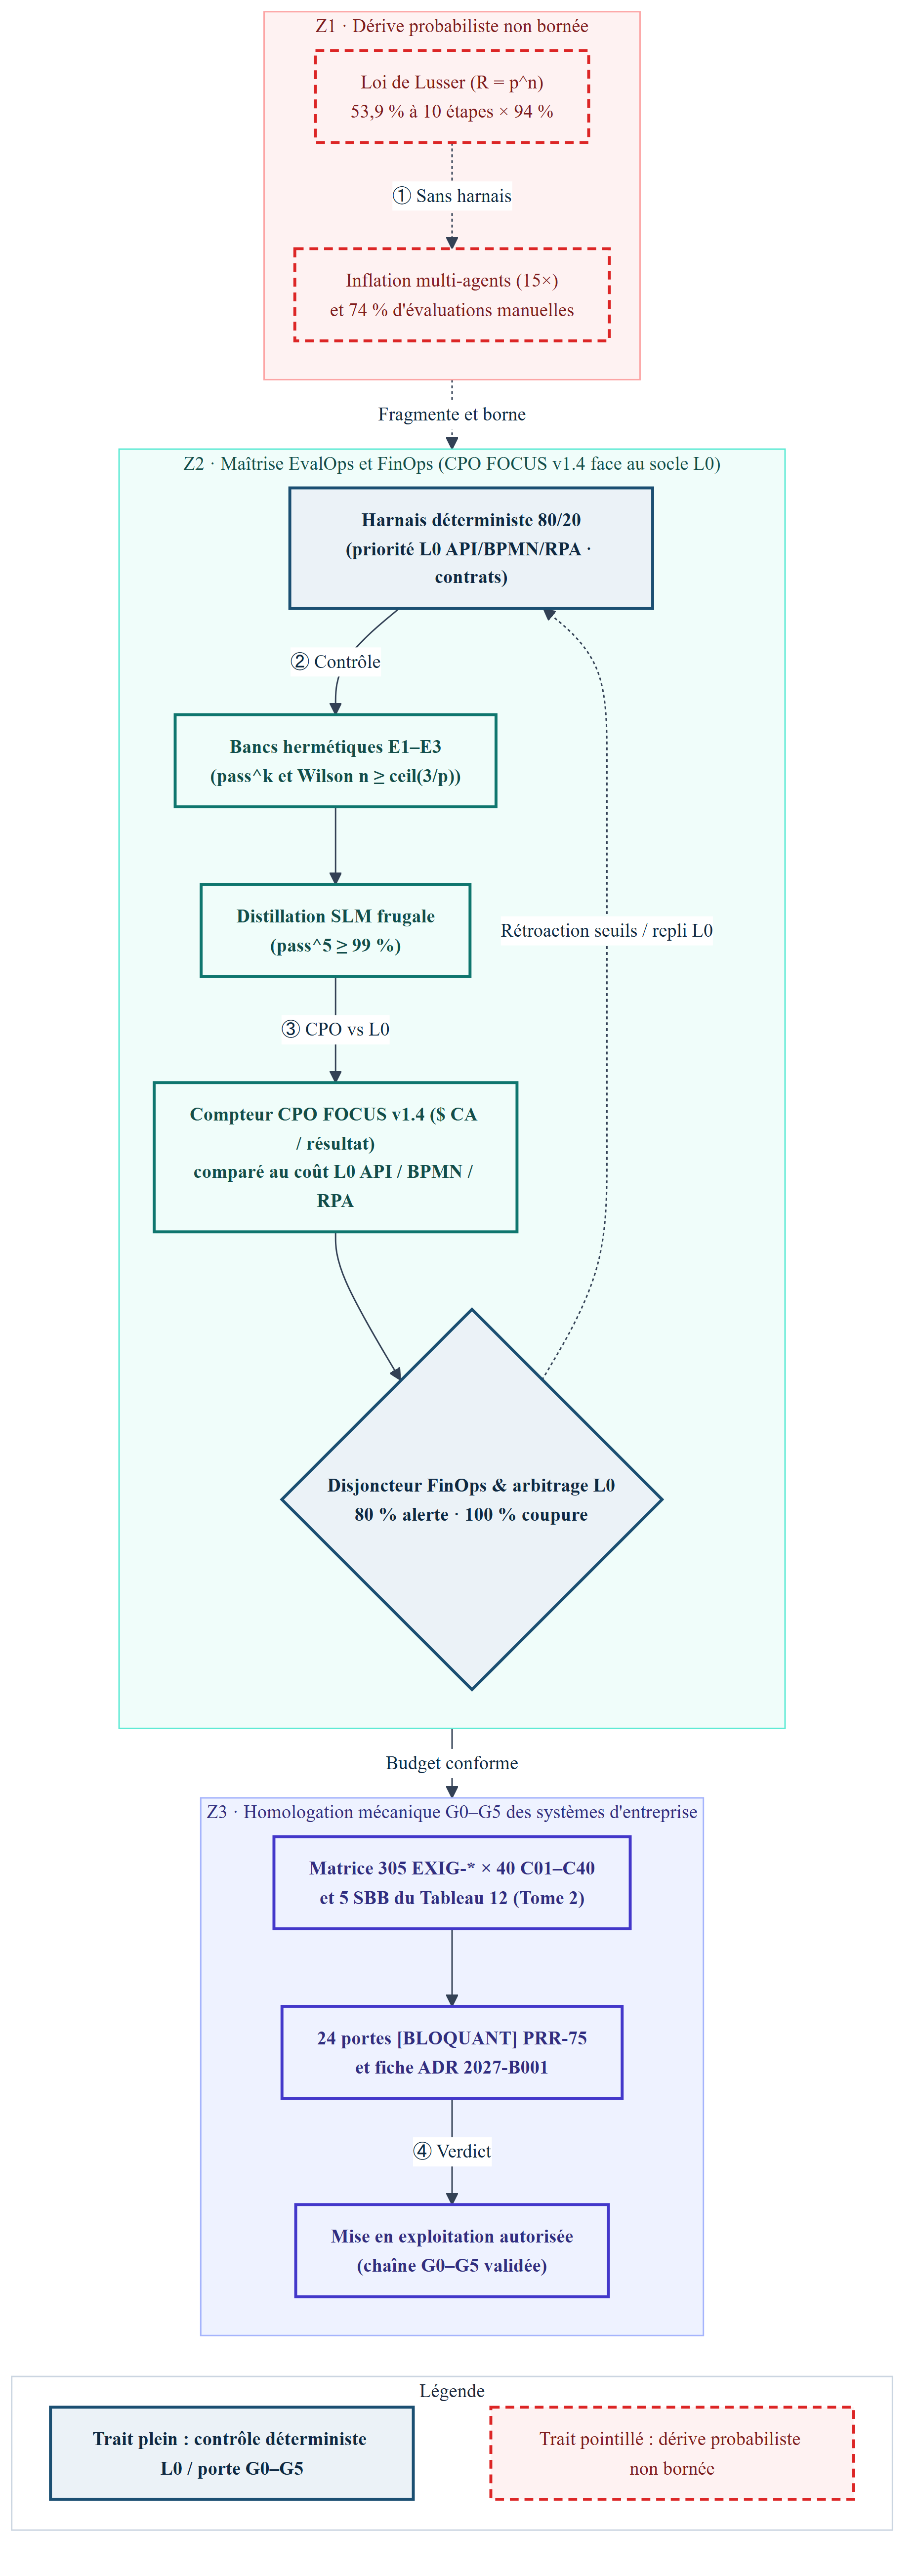 Z1 · Dérive probabiliste non bornée
Loi de Lusser (R = p^n)
53,9 % à 10 étapes × 94 %
① Sans harnais
Inflation multi-agents (15×)
et 74 % d'évaluations manuelles
Fragmente et borne
Z2 · Maîtrise EvalOps et FinOps (CPO FOCUS v1.4 face au socle L0)
Harnais déterministe 80/20
(priorité L0 API/BPMN/RPA ·
contrats)
② Contrôle
Bancs hermétiques E1–E3
(pass^k et Wilson n ≥ ceil(3/p))
Distillation SLM frugale
(pass^5 ≥ 99 %)
Rétroaction seuils / repli L0
③ CPO vs L0
Compteur CPO FOCUS v1.4 ($ CA
/ résultat)
comparé au coût L0 API / BPMN /
RPA
Disjoncteur FinOps & arbitrage L0
80 % alerte · 100 % coupure
Budget conforme
Z3 · Homologation mécanique G0–G5 des systèmes d'entreprise
Matrice 305 EXIG-* × 40 C01–C40
et 5 SBB du Tableau 12 (Tome 2)
24 portes [BLOQUANT] PRR-75
et fiche ADR 2027-B001
④ Verdict
Mise en exploitation autorisée
(chaîne G0–G5 validée)
Légende
Trait plein : contrôle déterministe
L0 / porte G0–G5
Trait pointillé : dérive probabiliste
non bornée